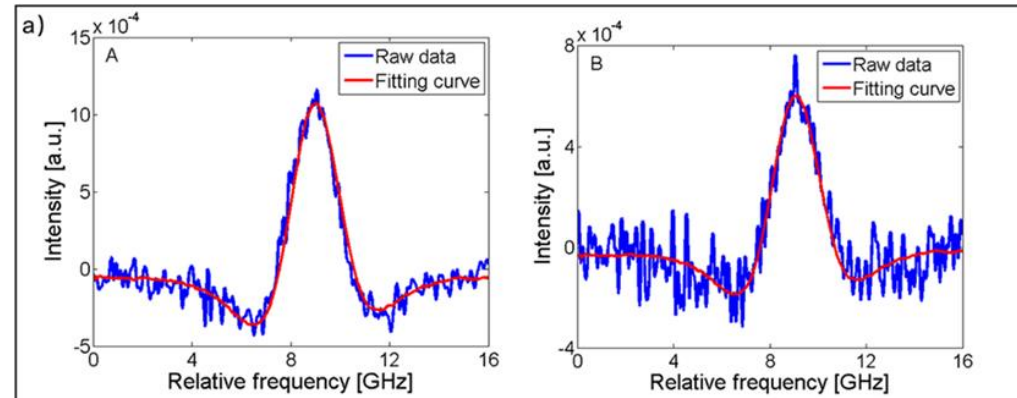 a)
15 x 10⁻⁴
A
Raw data
Fitting curve
10
5
0
-5
0
4
8
12
16
Intensity [a.u.]
Relative frequency [GHz]
8 x 10⁻⁴
B
Raw data
Fitting curve
4
0
-4
0
4
8
12
16
Intensity [a.u.]
Relative frequency [GHz]